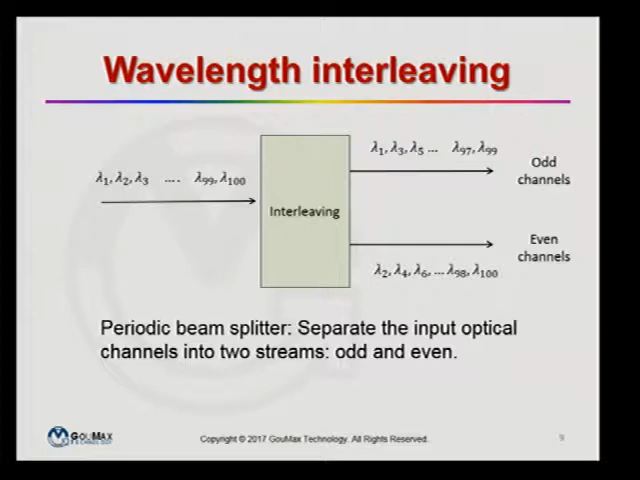 Wavelength interleaving
λ1, λ2, λ3 .... λ99, λ100
Interleaving
λ1, λ3, λ5 ... λ97, λ99
Odd
channels
Even
channels
λ2, λ4, λ6, ... λ98, λ100
Periodic beam splitter: Separate the input optical
channels into two streams: odd and even.
GOUMAX
TECHNOLOGY
Copyright © 2017 GouMax Technology. All Rights Reserved.
9